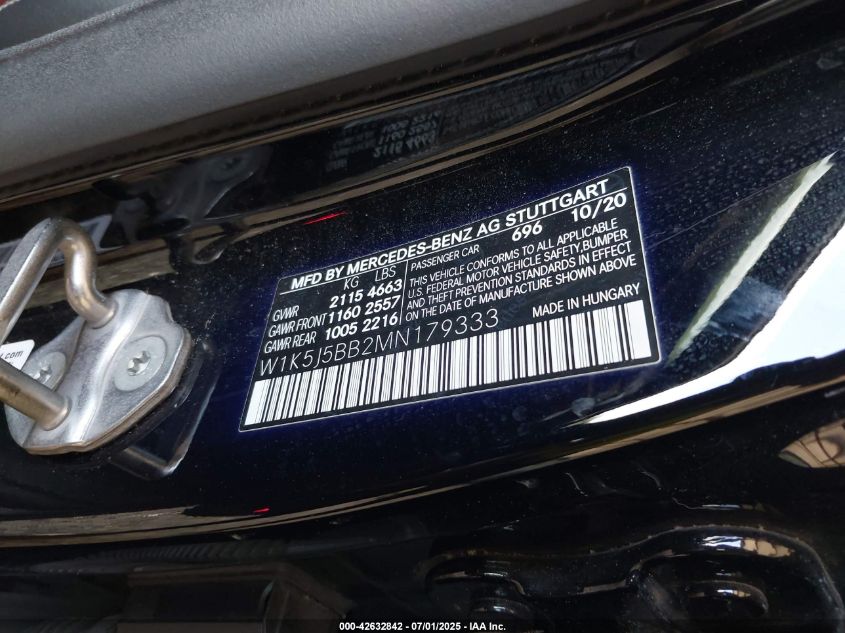 MFD BY MERCEDES-BENZ AG STUTTGART
KG LBS PASSENGER CAR 696 10/20
GVWR 2115 4663
GAWR FRONT 1160 2557
GAWR REAR 1005 2216
THIS VEHICLE CONFORMS TO ALL APPLICABLE
U.S. FEDERAL MOTOR VEHICLE SAFETY, BUMPER
AND THEFT PREVENTION STANDARDS IN EFFECT
ON THE DATE OF MANUFACTURE SHOWN ABOVE
W1K5J5BB2MN179333 MADE IN HUNGARY
000-42632842 - 07/01/2025 - IAA Inc.